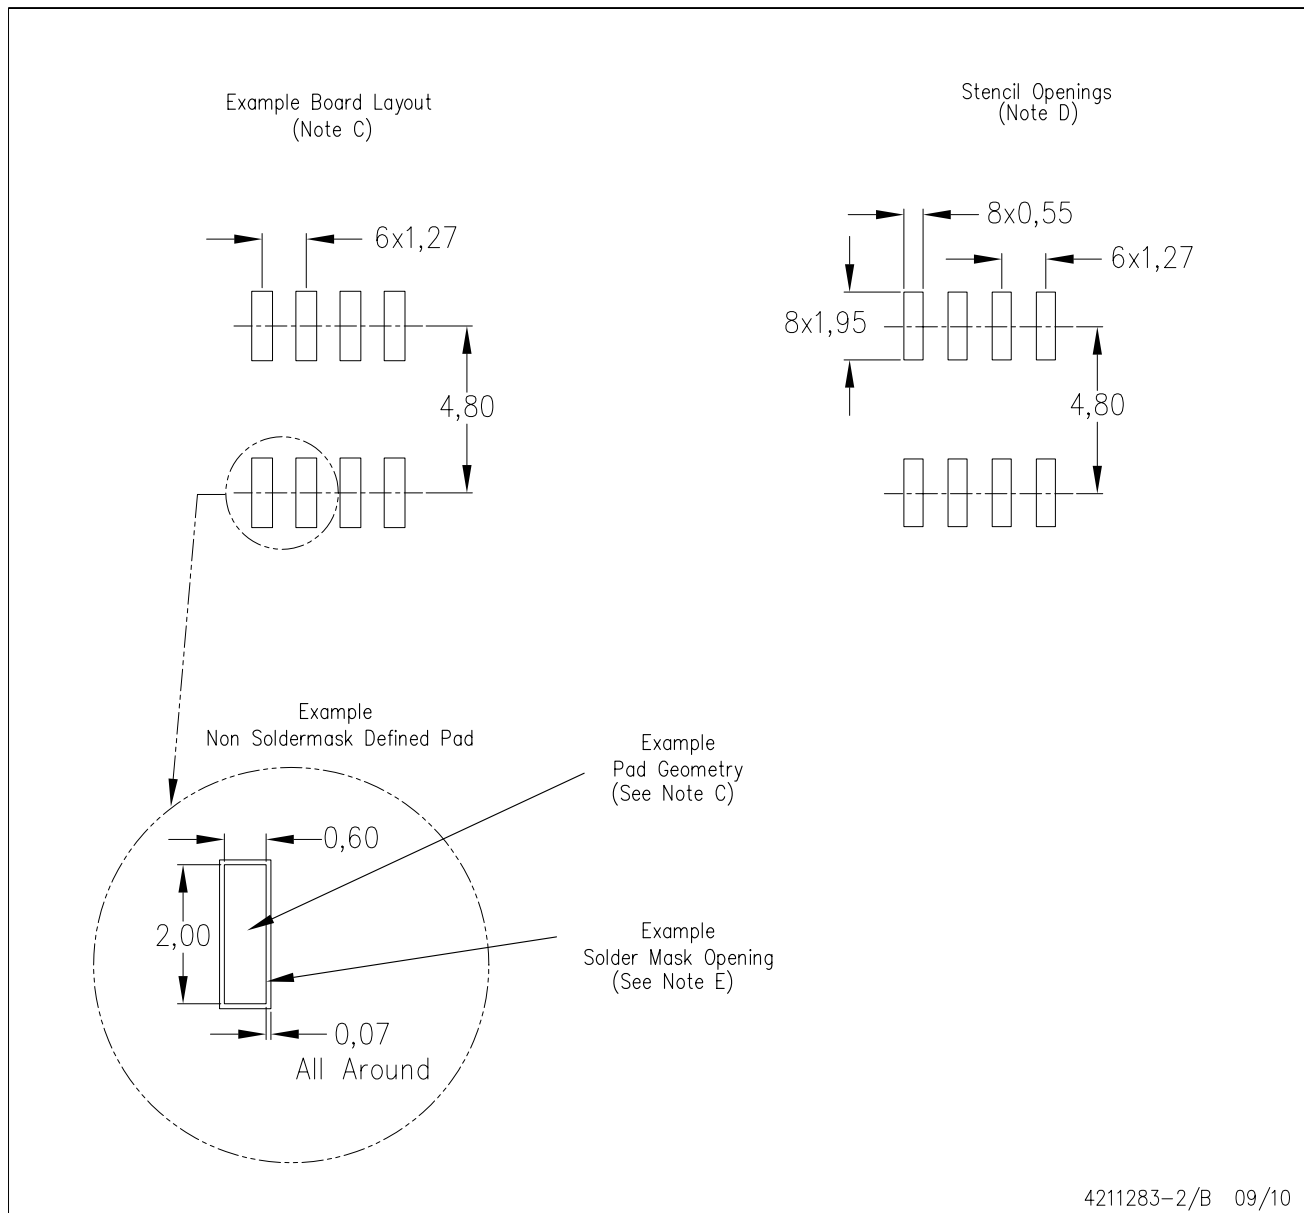 Example Board Layout
(Note C)
6x1,27
4,80
Stencil Openings
(Note D)
8x0,55
6x1,27
8x1,95
4,80
Example
Non Soldermask Defined Pad
Example
Pad Geometry
(See Note C)
0,60
2,00
Example
Solder Mask Opening
(See Note E)
0,07
All Around
4211283-2/B 09/10